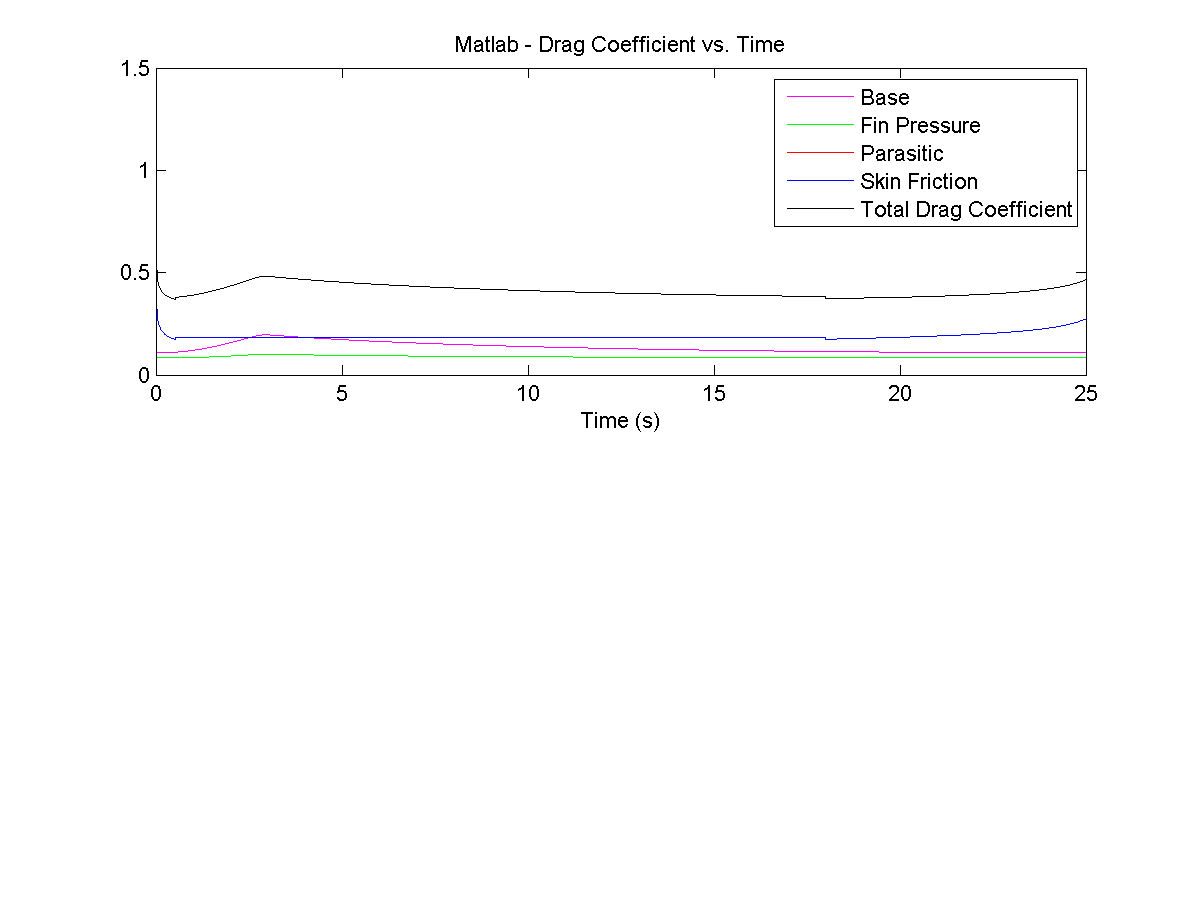 Matlab - Drag Coefficient vs. Time
1.5
1
0.5
0
Base
Fin Pressure
Parasitic
Skin Friction
Total Drag Coefficient
0 5 10 15 20 25
Time (s)